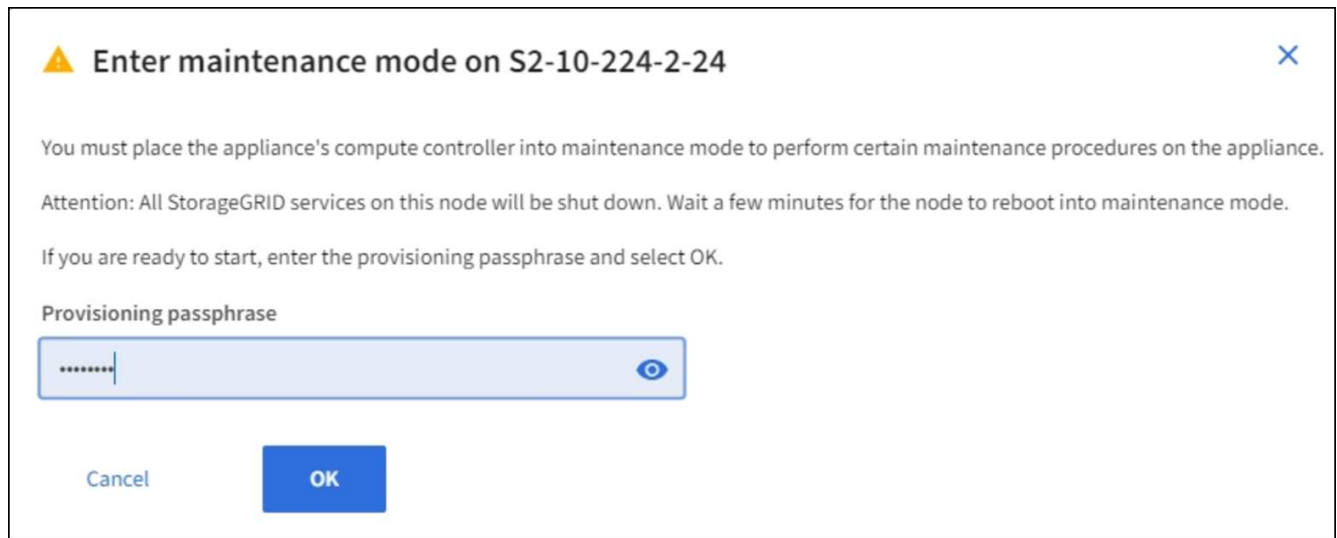 Enter maintenance mode on S2-10-224-2-24
You must place the appliance's compute controller into maintenance mode to perform certain maintenance procedures on the appliance.
Attention: All StorageGRID services on this node will be shut down. Wait a few minutes for the node to reboot into maintenance mode.
If you are ready to start, enter the provisioning passphrase and select OK.
Provisioning passphrase
••••••••
Cancel
OK